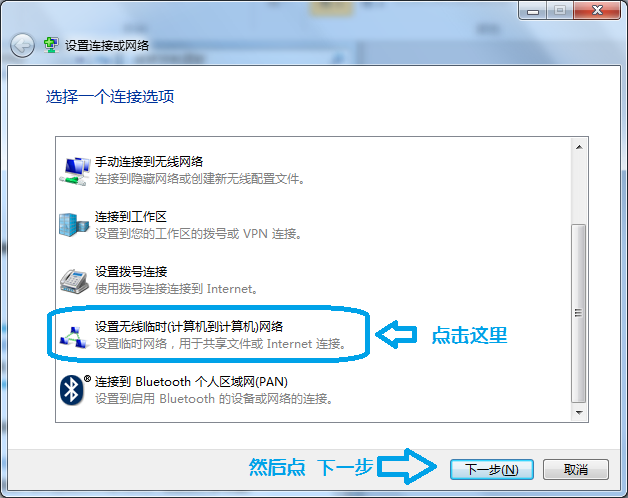 设置连接或网络
选择一个连接选项
手动连接到无线网络
连接到隐藏网络或创建新无线配置文件。
连接到工作区
设置到您的工作区的拨号或 VPN 连接。
设置拨号连接
使用拨号连接连接到 Internet。
设置无线临时(计算机到计算机)网络
设置临时网络，用于共享文件或 Internet 连接。
点击这里
®
连接到 Bluetooth 个人区域网(PAN)
设置到启用 Bluetooth 的设备或网络的连接。
然后点 下一步
下一步(N)
取消